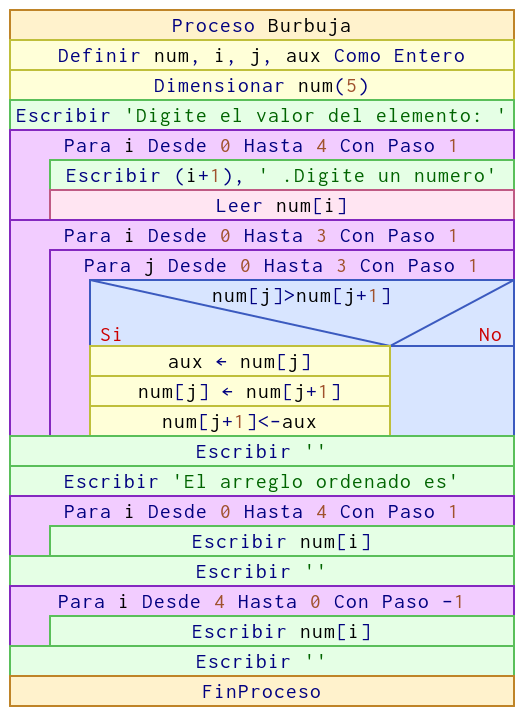 Proceso Burbuja
Definir num, i, j, aux Como Entero
Dimensionar num(5)
Escribir 'Digite el valor del elemento: '
Para i Desde 0 Hasta 4 Con Paso 1
Escribir (i+1), ' .Digite un numero'
Leer num[i]
Para i Desde 0 Hasta 3 Con Paso 1
Para j Desde 0 Hasta 3 Con Paso 1
num[j]>num[j+1]
Si No
aux ← num[j]
num[j] ← num[j+1]
num[j+1]<-aux
Escribir ''
Escribir 'El arreglo ordenado es'
Para i Desde 0 Hasta 4 Con Paso 1
Escribir num[i]
Escribir ''
Para i Desde 4 Hasta 0 Con Paso -1
Escribir num[i]
Escribir ''
FinProceso